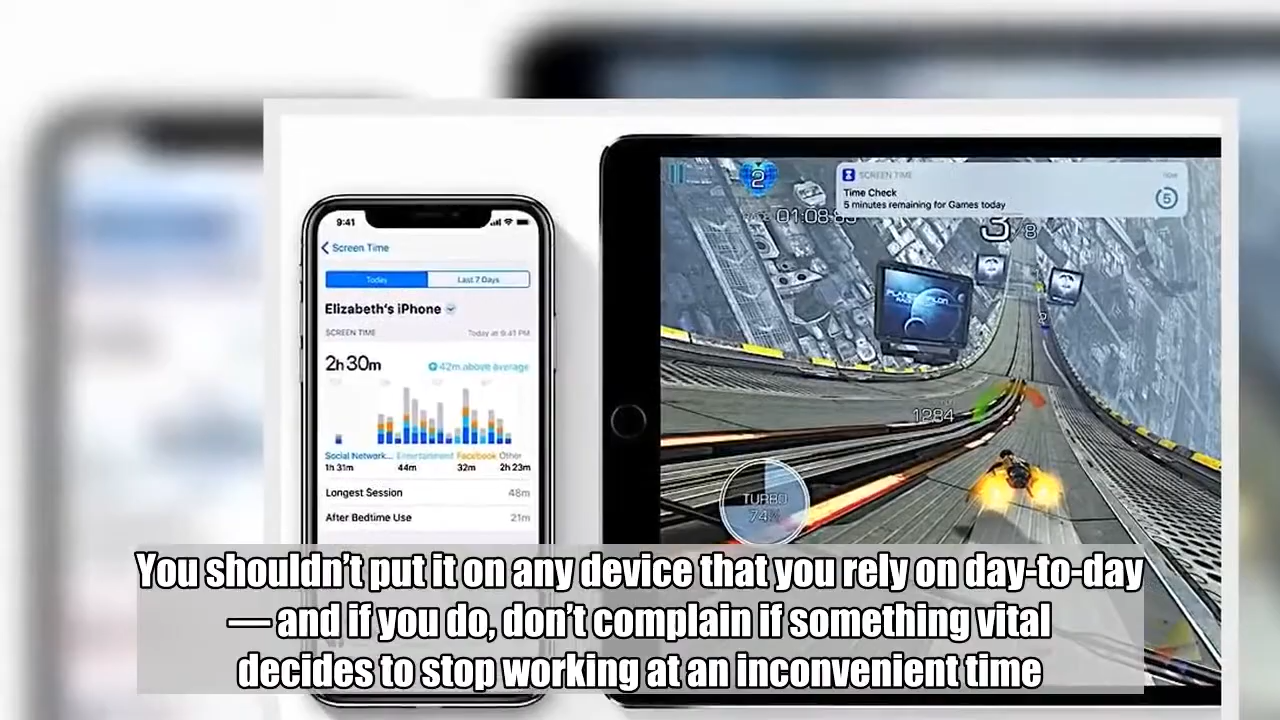 9:41
Screen Time
Today
Last 7 Days
Elizabeth's iPhone
SCREEN TIME
Today at 9:41 PM
2h 30m
42m above average
Social Network...
Entertainment
Facebook
Other
1h 31m
44m
32m
2h 23m
Longest Session
48m
After Bedtime Use
21m
2
SCREEN TIME
now
Time Check
5 minutes remaining for Games today
5
3/8
2
1284
TURBO
74%
You shouldn't put it on any device that you rely on day-to-day
— and if you do, don't complain if something vital
decides to stop working at an inconvenient time